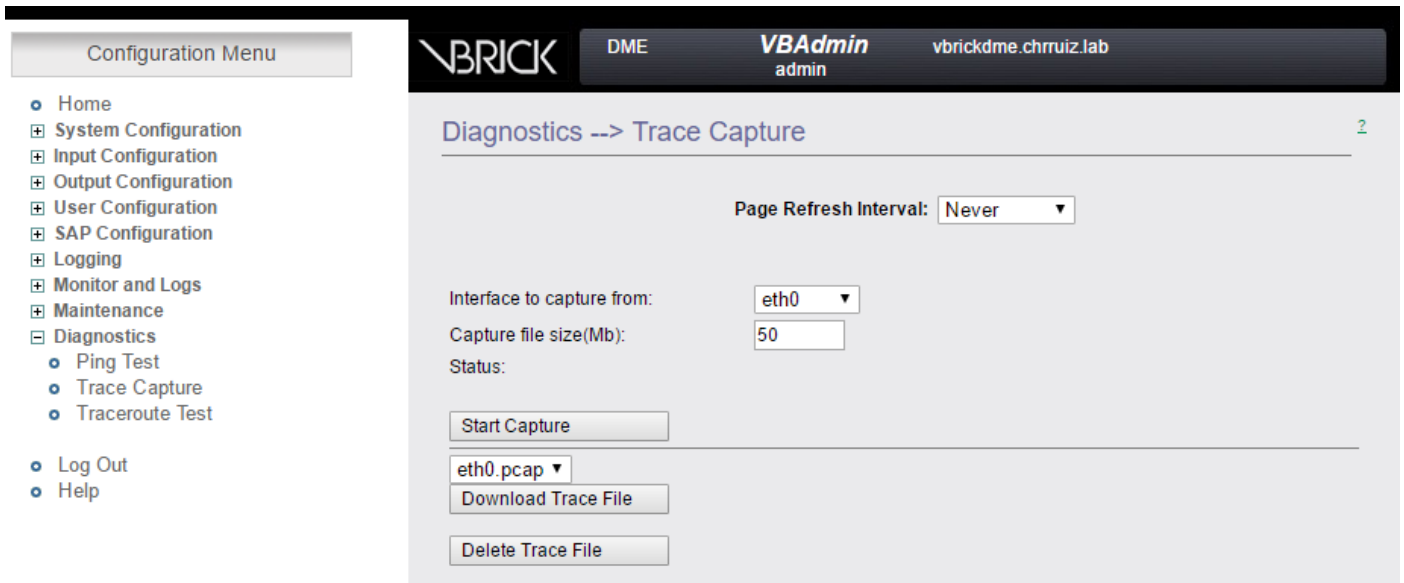 Configuration Menu
Home
System Configuration
Input Configuration
Output Configuration
User Configuration
SAP Configuration
Logging
Monitor and Logs
Maintenance
Diagnostics
Ping Test
Trace Capture
Traceroute Test
Log Out
Help
VBRICK
DME
VBAdmin
admin
vbrickdme.chrruiz.lab
Diagnostics --> Trace Capture
?
Page Refresh Interval: Never
Interface to capture from: eth0
Capture file size(Mb): 50
Status:
Start Capture
eth0.pcap
Download Trace File
Delete Trace File